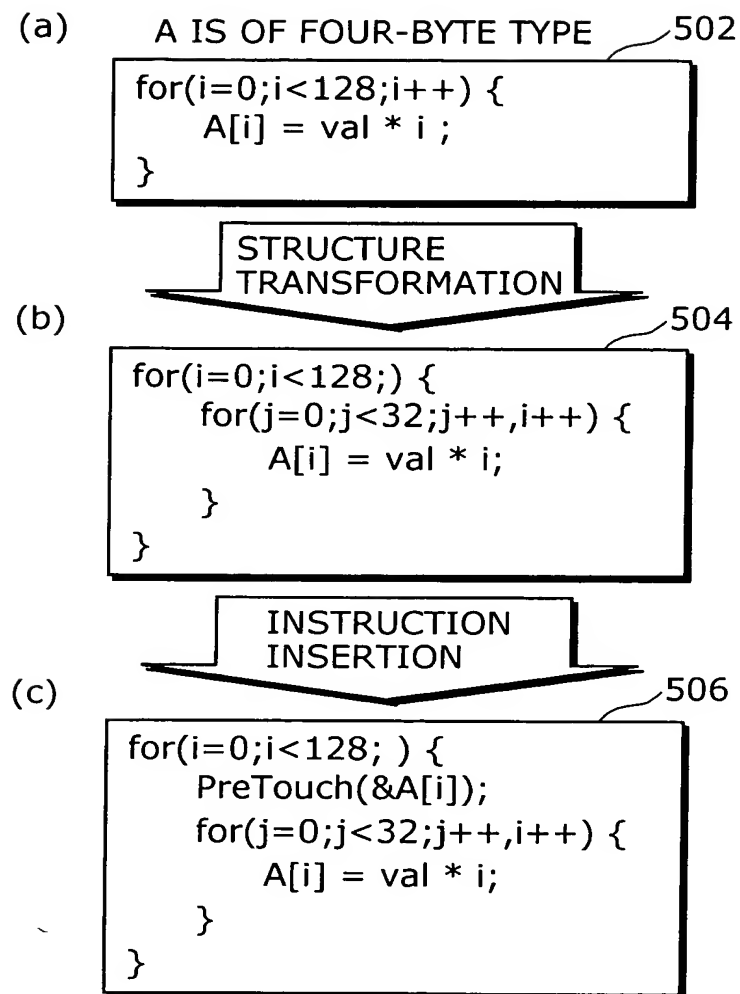 (a) A IS OF FOUR-BYTE TYPE 502
for(i=0;i<128;i++) {
A[i] = val * i ;
}
STRUCTURE
TRANSFORMATION
(b) 504
for(i=0;i<128;) {
for(j=0;j<32;j++,i++) {
A[i] = val * i;
}
}
INSTRUCTION
INSERTION
(c) 506
for(i=0;i<128; ) {
PreTouch(&A[i]);
for(j=0;j<32;j++,i++) {
A[i] = val * i;
}
}